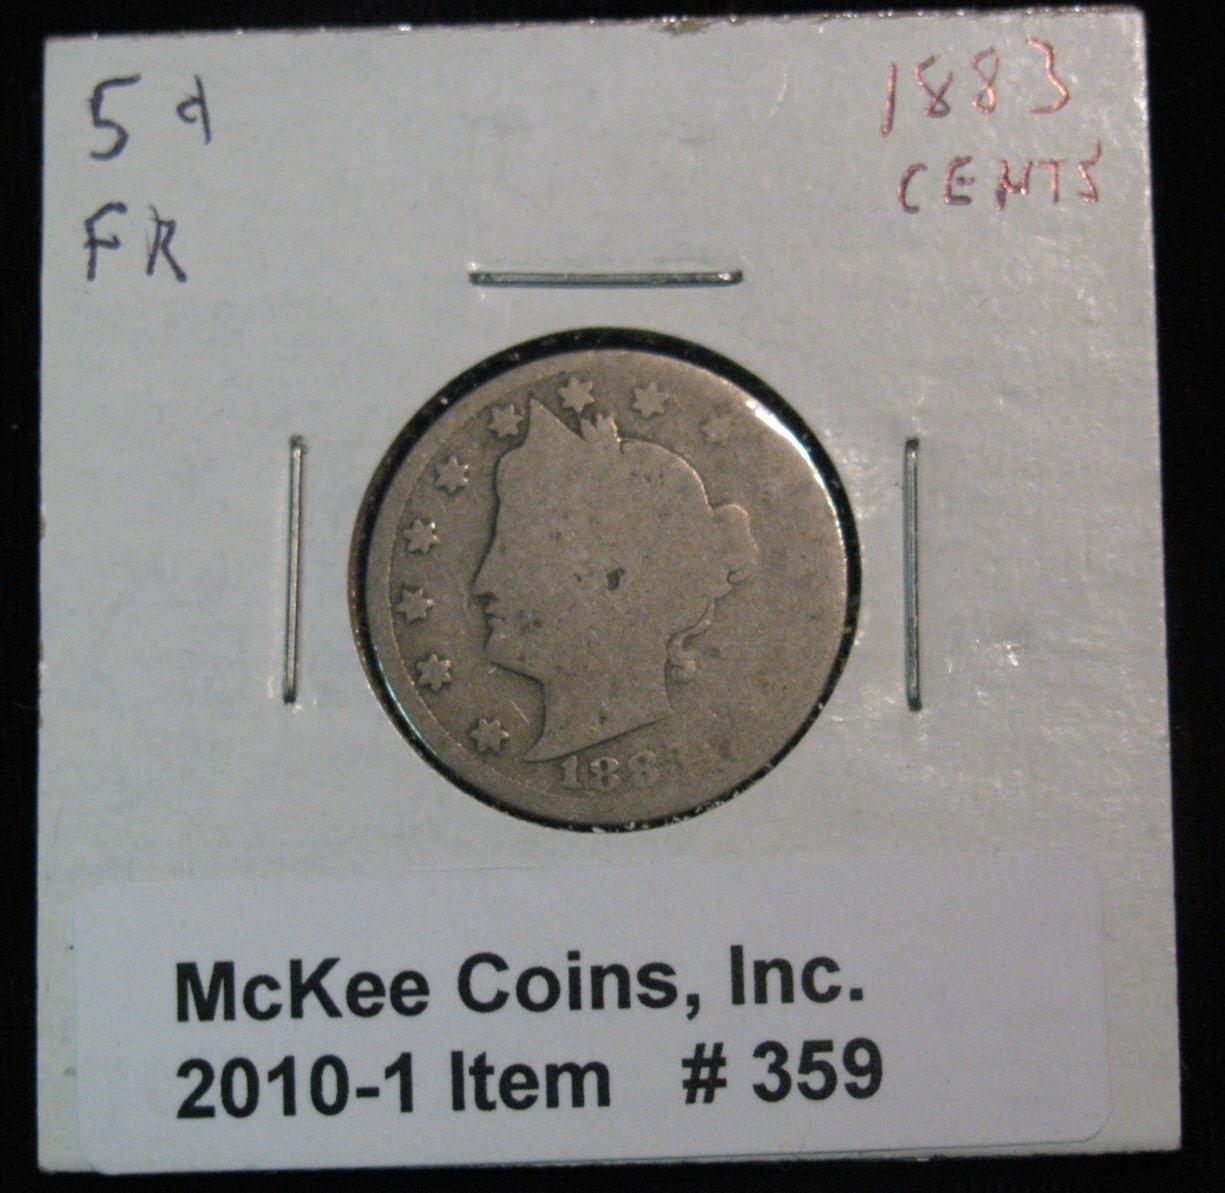 5¢
FR
1883
CENTS
1883
McKee Coins, Inc.
2010-1 Item # 359